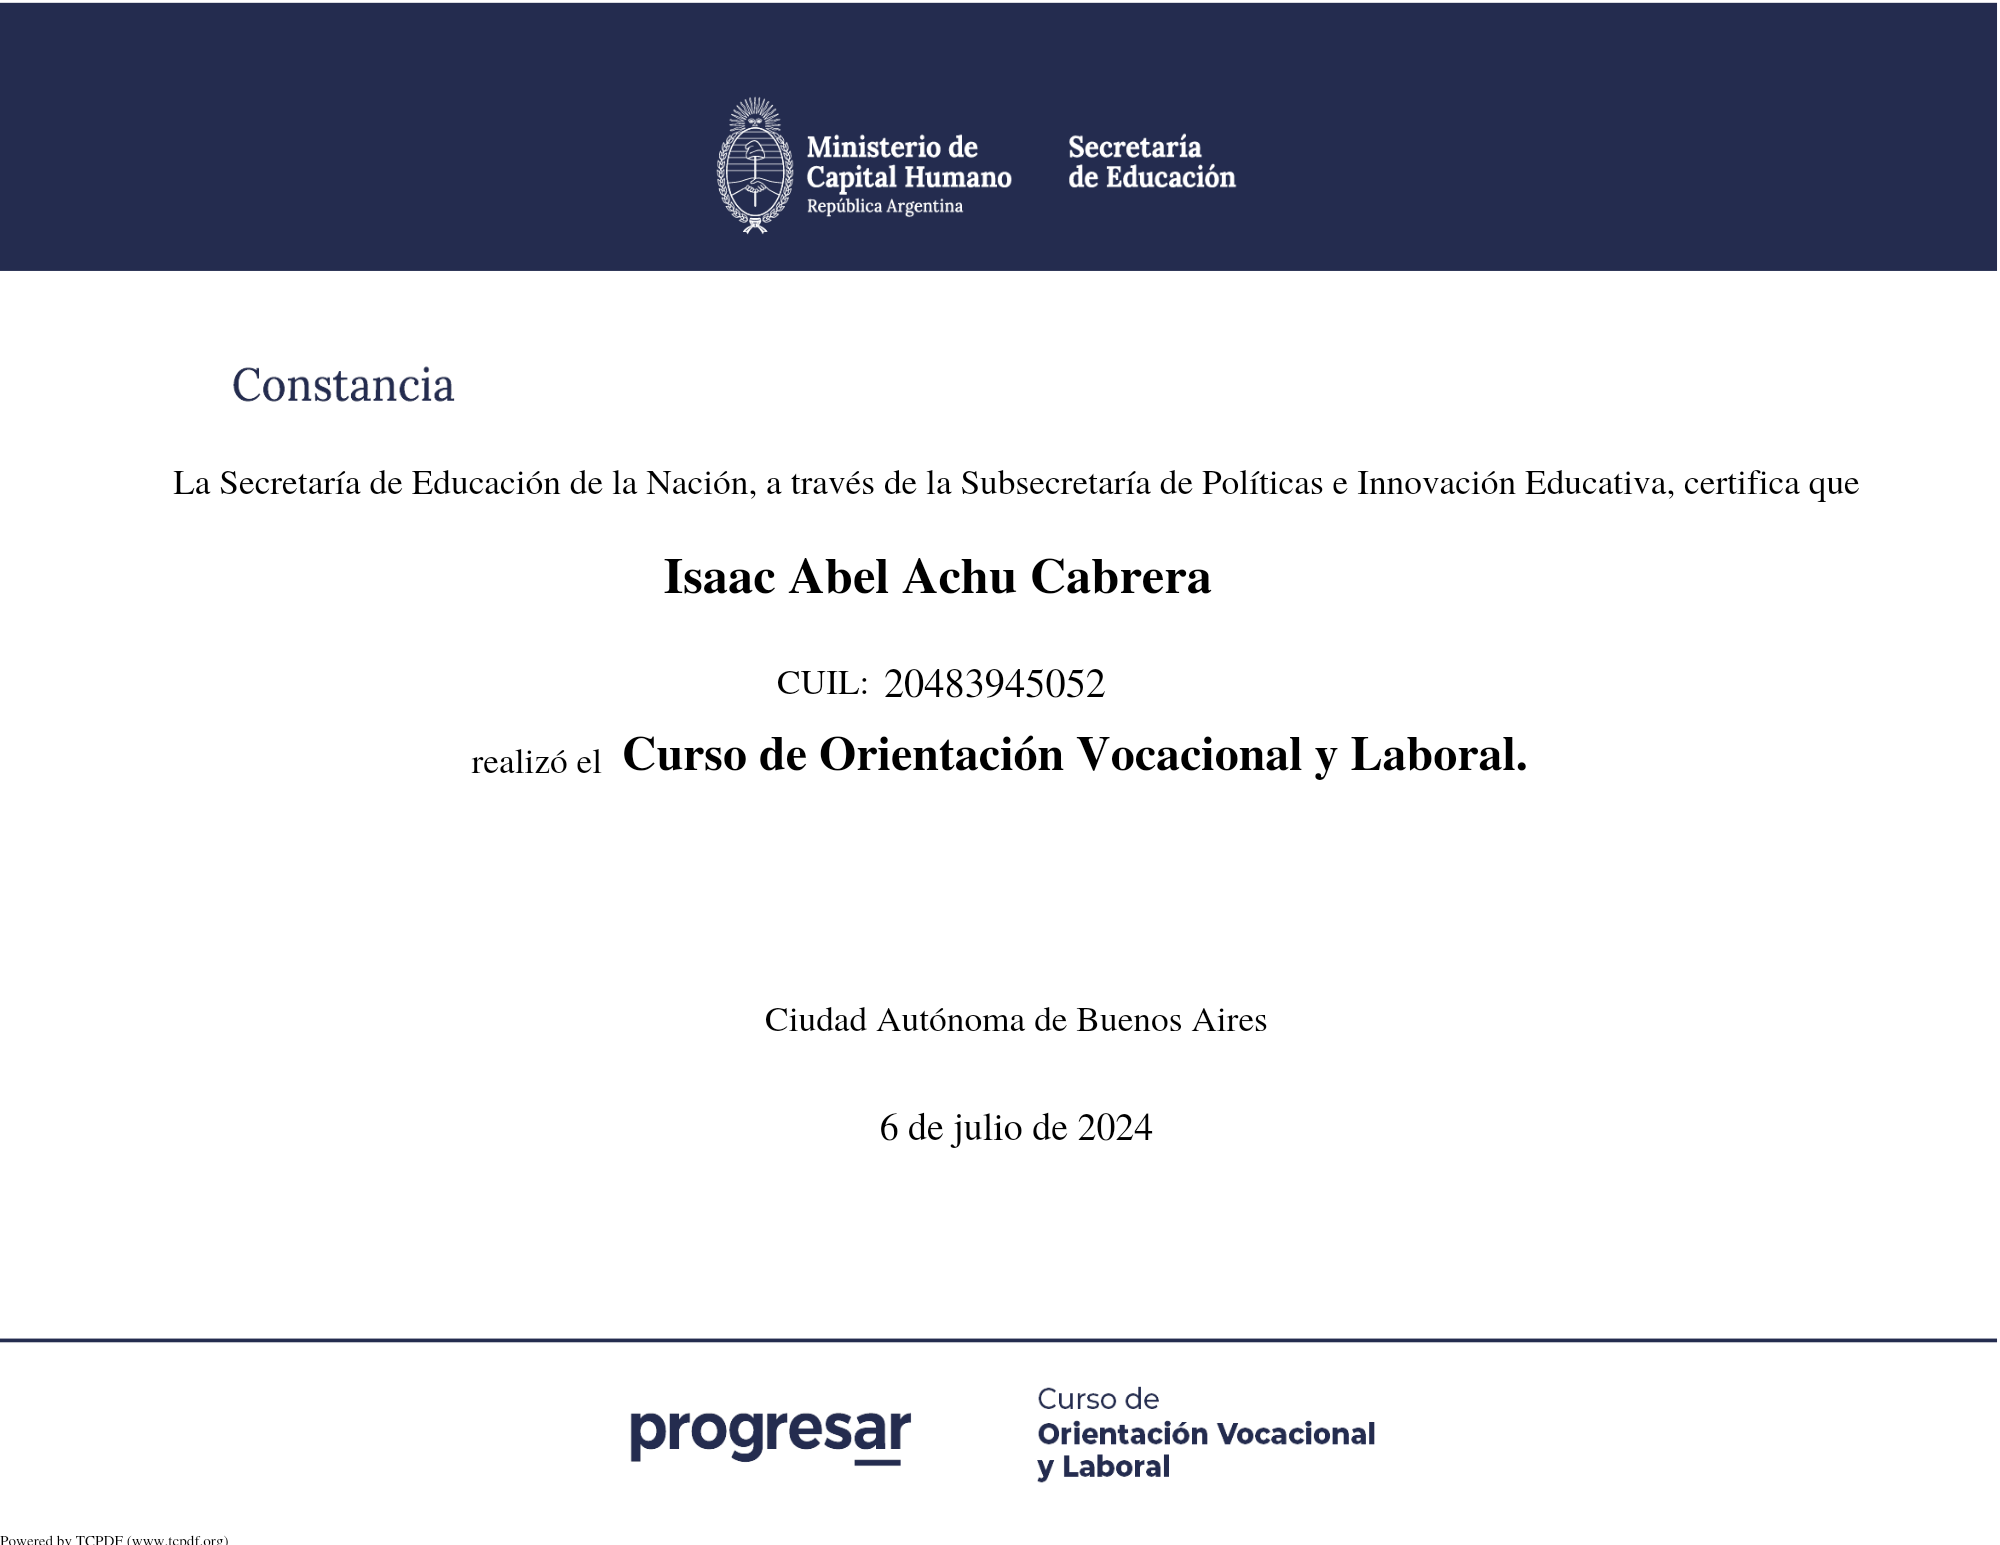 Ministerio de
Capital Humano
República Argentina
Secretaría
de Educación
Constancia
La Secretaría de Educación de la Nación, a través de la Subsecretaría de Políticas e Innovación Educativa, certifica que
Isaac Abel Achu Cabrera
CUIL: 20483945052
realizó el Curso de Orientación Vocacional y Laboral.
Ciudad Autónoma de Buenos Aires
6 de julio de 2024
progresar
Curso de
Orientación Vocacional
y Laboral
Powered by TCPDF (www.tcpdf.org)